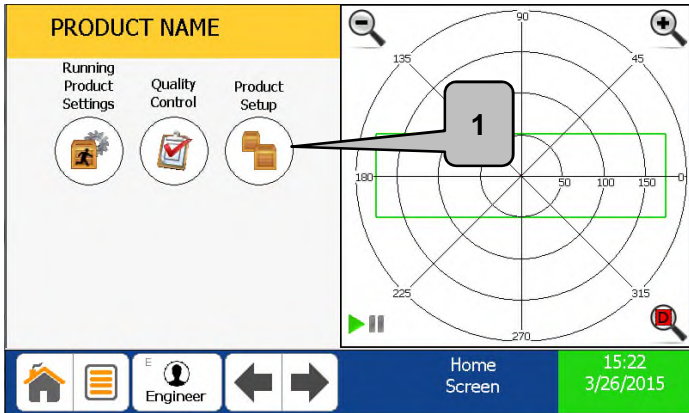 PRODUCT NAME
Running
Product
Settings
Quality
Control
Product
Setup
1
90
135
45
180
50
100
150
0
225
315
270
D
E
Engineer
Home
Screen
15:22
3/26/2015